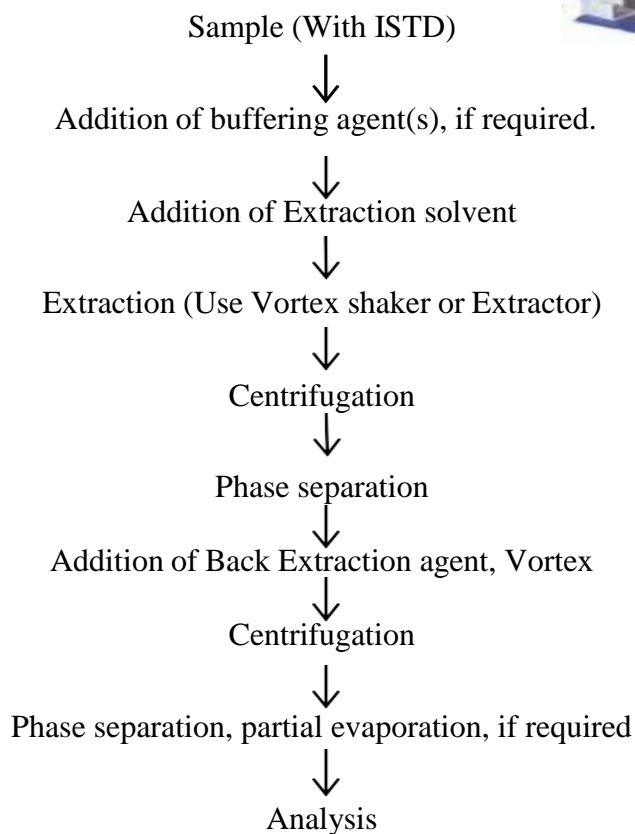 Sample (With ISTD)
Addition of buffering agent(s), if required.
Addition of Extraction solvent
Extraction (Use Vortex shaker or Extractor)
Centrifugation
Phase separation
Addition of Back Extraction agent, Vortex
Centrifugation
Phase separation, partial evaporation, if required
Analysis